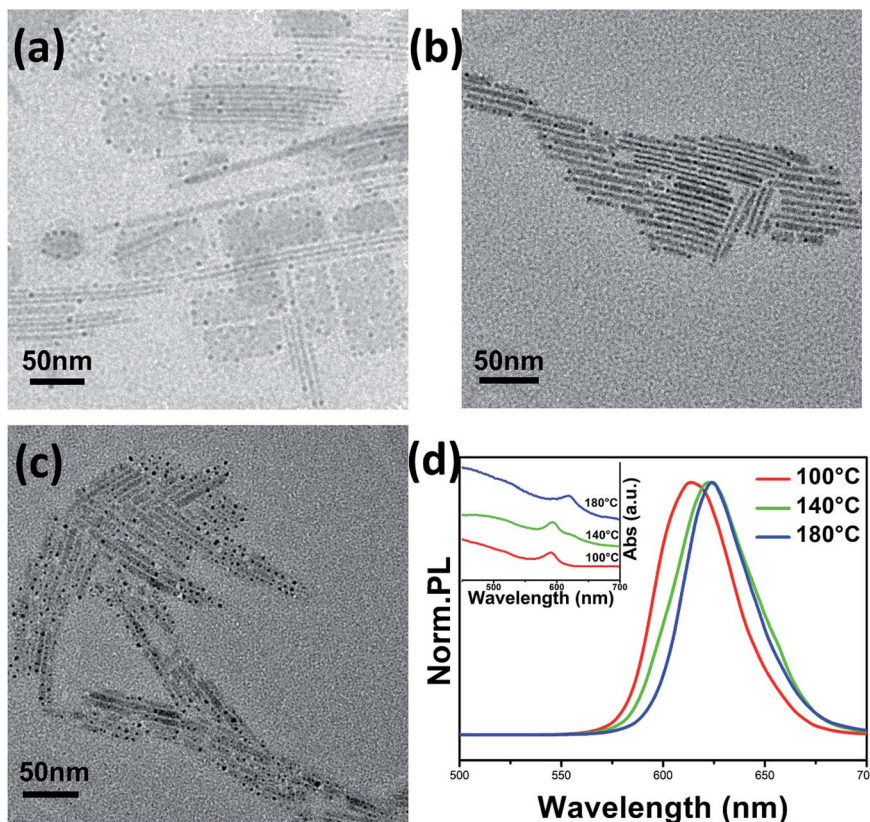 (a)
50nm
(b)
50nm
(c)
50nm
(d)
Norm.PL
100°C
140°C
180°C
180°C
140°C
100°C
Abs (a.u.)
500 600 700
Wavelength (nm)
500 550 600 650 70
Wavelength (nm)